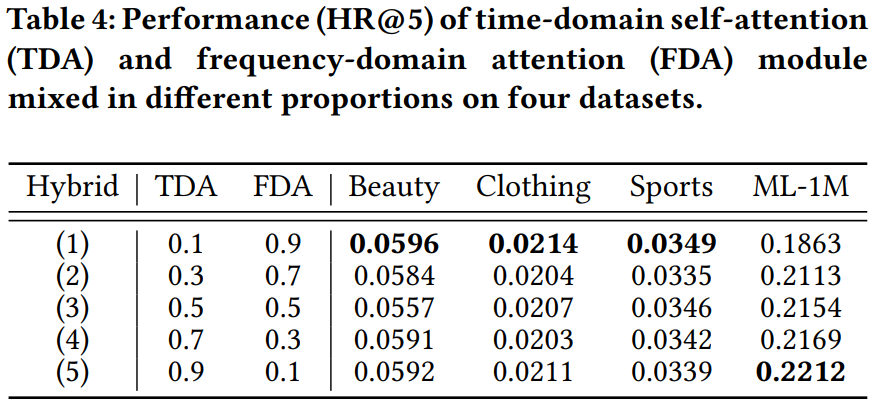 Table 4: Performance (HR@5) of time-domain self-attention
(TDA) and frequency-domain attention (FDA) module
mixed in different proportions on four datasets.
Hybrid TDA FDA Beauty Clothing Sports ML-1M
(1) 0.1 0.9 0.0596 0.0214 0.0349 0.1863
(2) 0.3 0.7 0.0584 0.0204 0.0335 0.2113
(3) 0.5 0.5 0.0557 0.0207 0.0346 0.2154
(4) 0.7 0.3 0.0591 0.0203 0.0342 0.2169
(5) 0.9 0.1 0.0592 0.0211 0.0339 0.2212